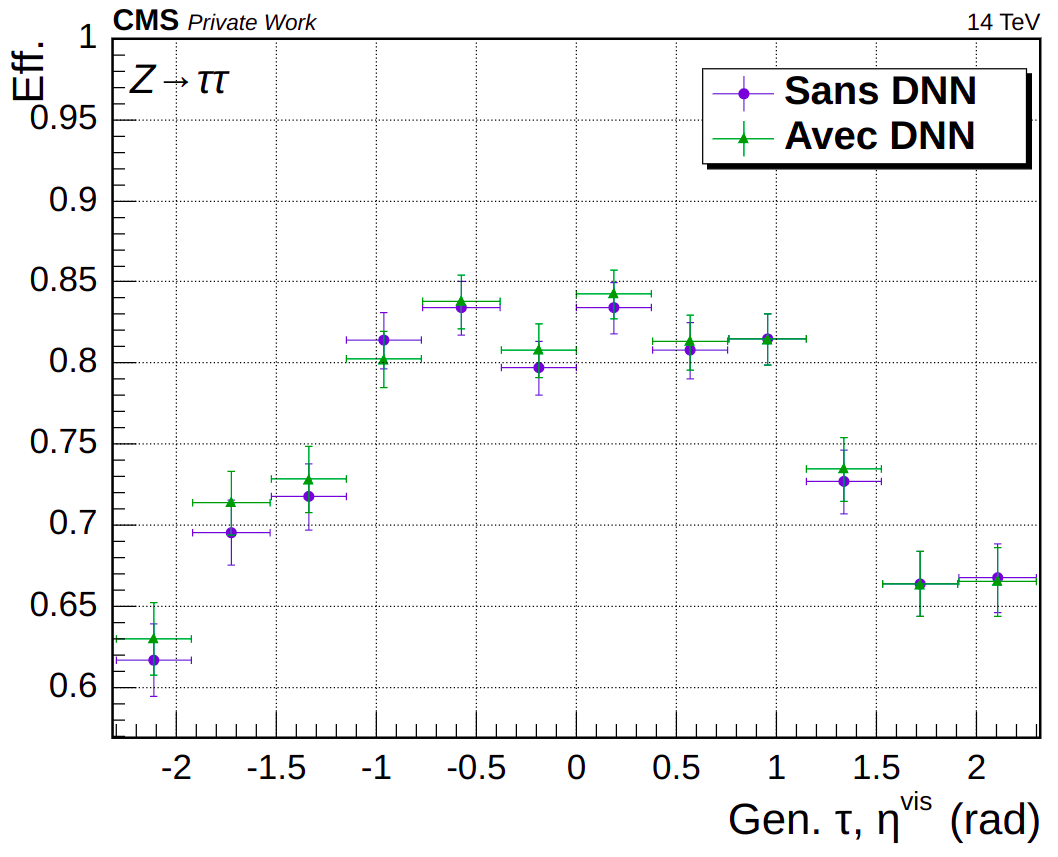 CMS Private Work
14 TeV
Eff.
Z→ττ
Sans DNN
Avec DNN
1
0.95
0.9
0.85
0.8
0.75
0.7
0.65
0.6
-2 -1.5 -1 -0.5 0 0.5 1 1.5 2
Gen. τ, η^vis (rad)